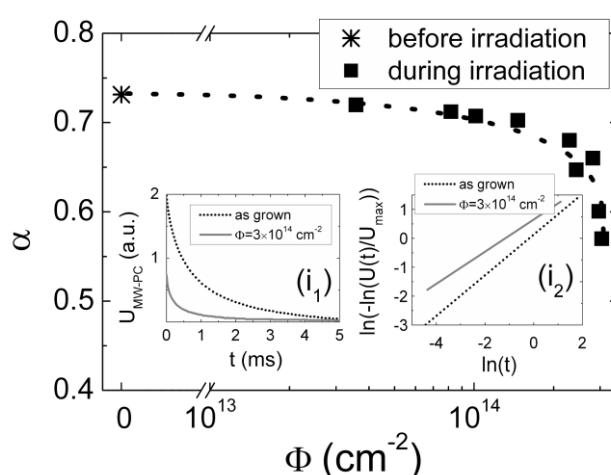 0.8
✳ before irradiation
■ during irradiation
0.7
0.6
0.5
0.4
α
2
1
U_MW-PC (a.u.)
as grown
Φ=3×10^14 cm^-2
(i_1)
0 1 2 3 4 5
t (ms)
as grown
Φ=3×10^14 cm^-2
1
0
-1
-2
-3
ln(-ln(U(t)/U_max))
(i_2)
-4 -2 0 2
ln(t)
0 10^13 10^14
Φ (cm^-2)